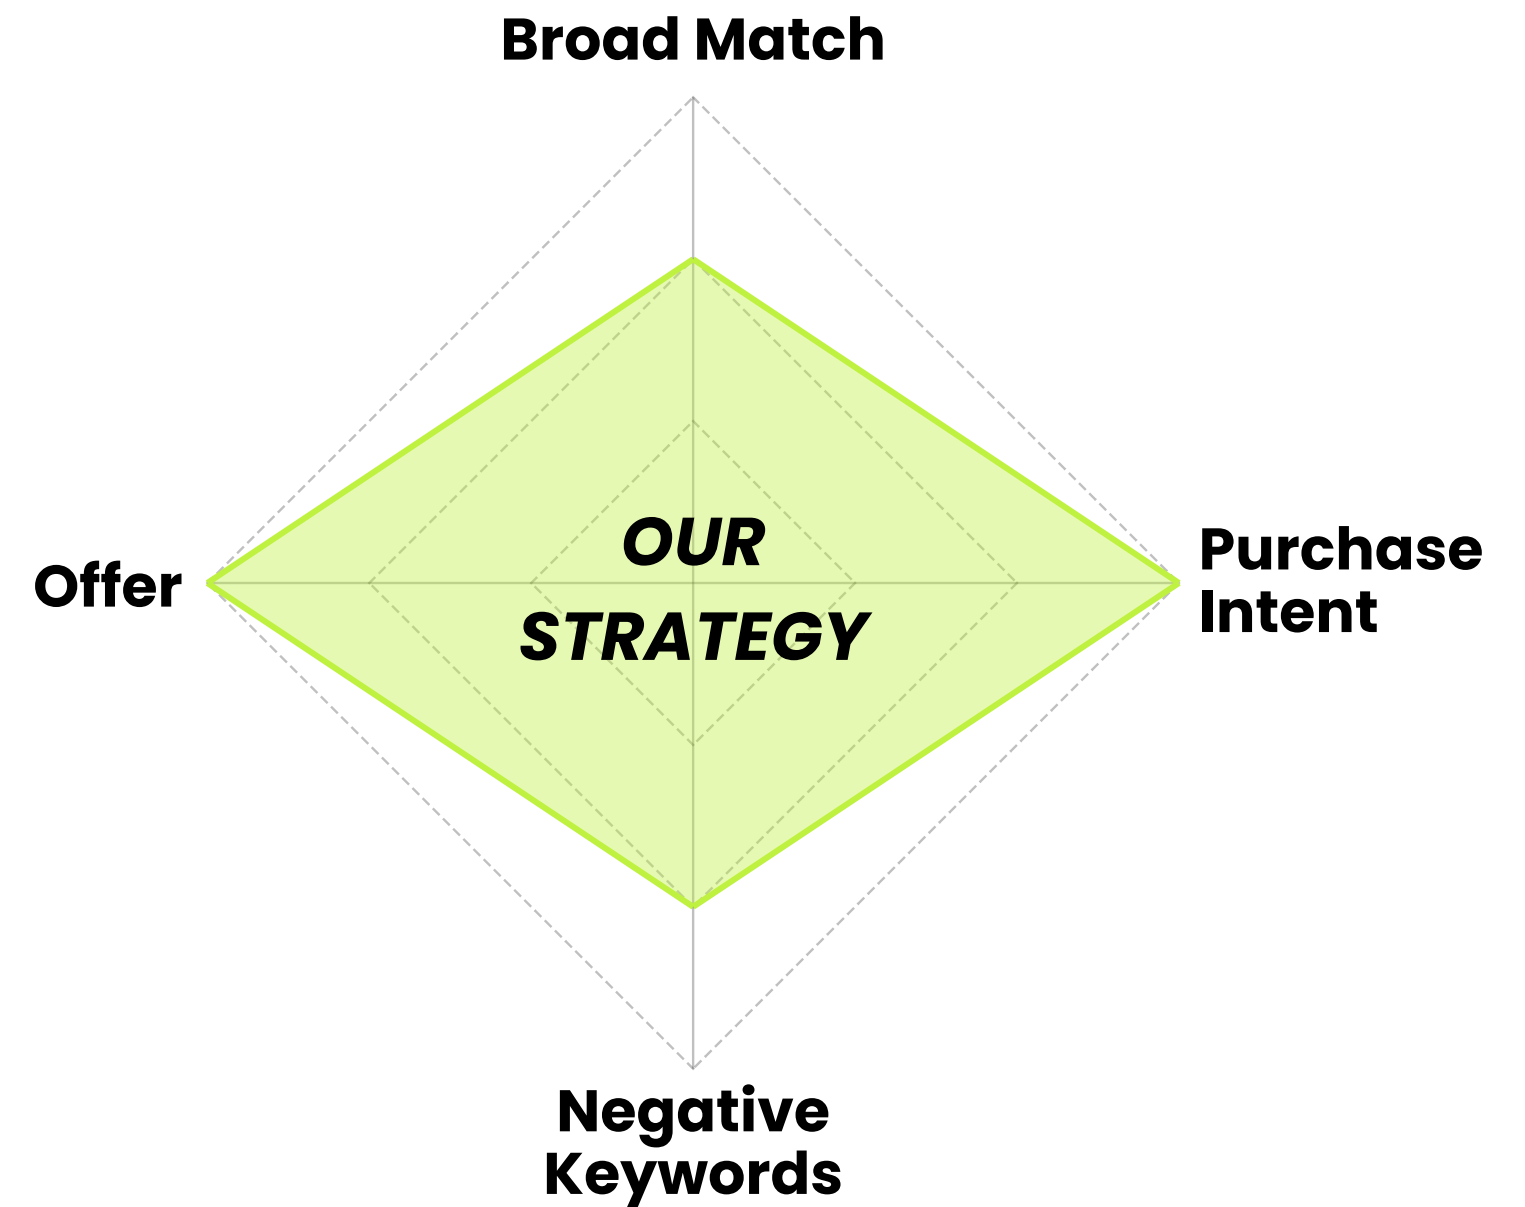 Broad Match
OUR
STRATEGY
Offer
Purchase
Intent
Negative
Keywords